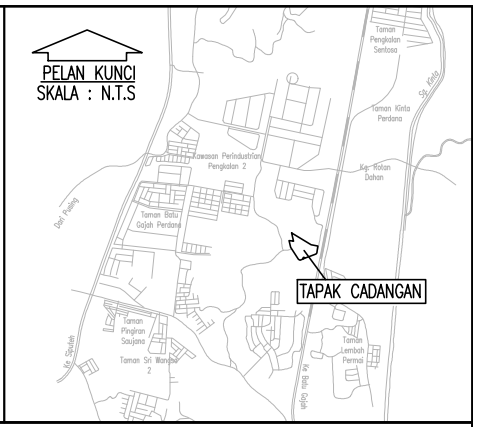 PELAN KUNCI
SKALA : N.T.S
Taman
Pengkalan
Sentosa
Sg. Kinta
Taman Kinta
Perdana
Kawasan Perindustrian
Pengkalan 2
Kg. Rotan
Dahan
Dari Pusing
Taman Batu
Gajah Perdana
TAPAK CADANGAN
Taman
Pinggiran
Saujana
Taman Sri Wangsa
2
Taman
Lembah
Permai
Ke Siputeh
Ke Batu Gajah